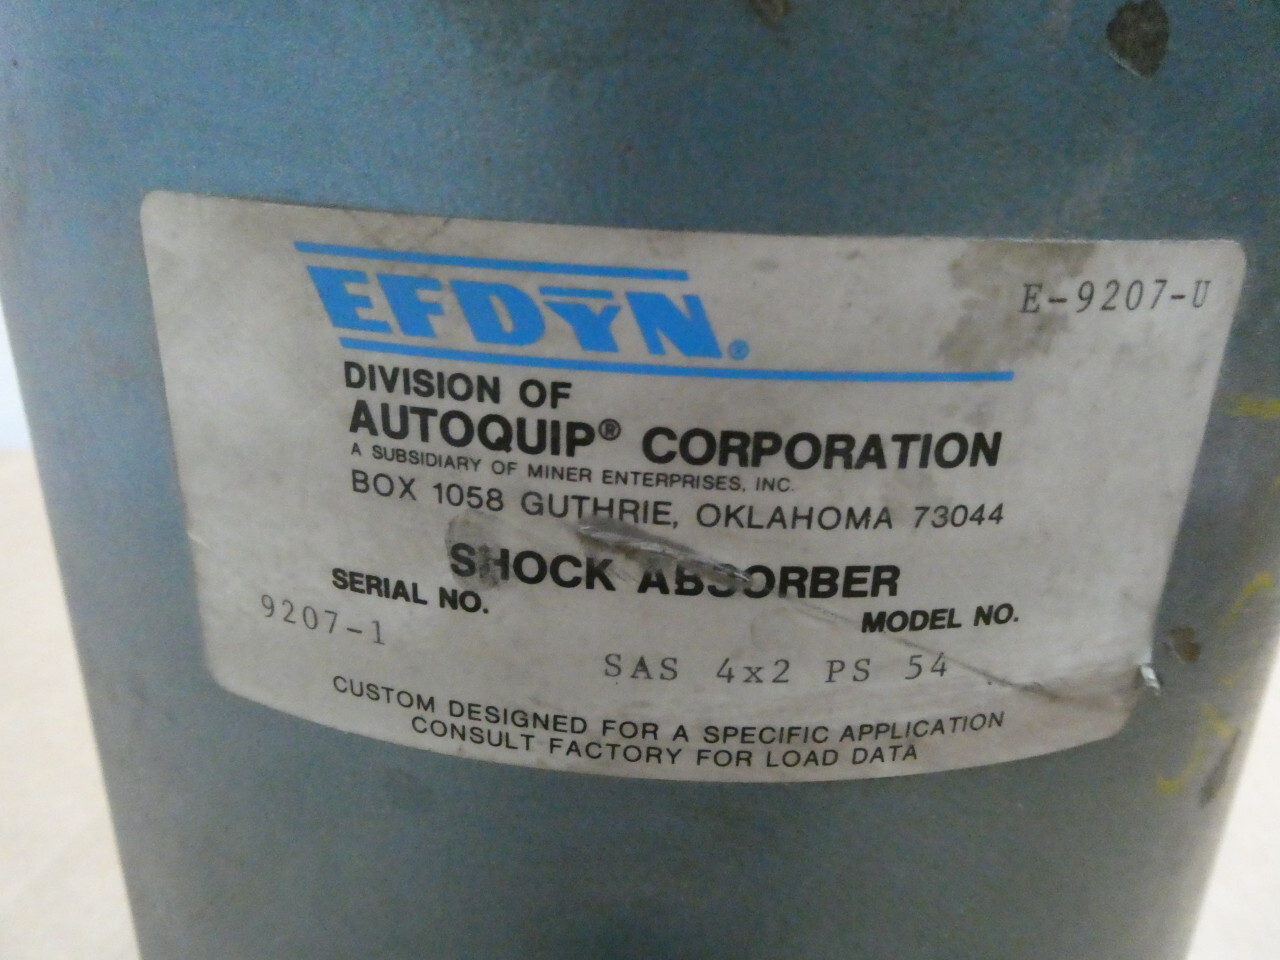 EFDYN®
E-9207-U
DIVISION OF
AUTOQUIP® CORPORATION
A SUBSIDIARY OF MINER ENTERPRISES, INC.
BOX 1058 GUTHRIE, OKLAHOMA 73044
SHOCK ABSORBER
SERIAL NO.
MODEL NO.
9207-1
SAS 4x2 PS 54
CUSTOM DESIGNED FOR A SPECIFIC APPLICATION
CONSULT FACTORY FOR LOAD DATA